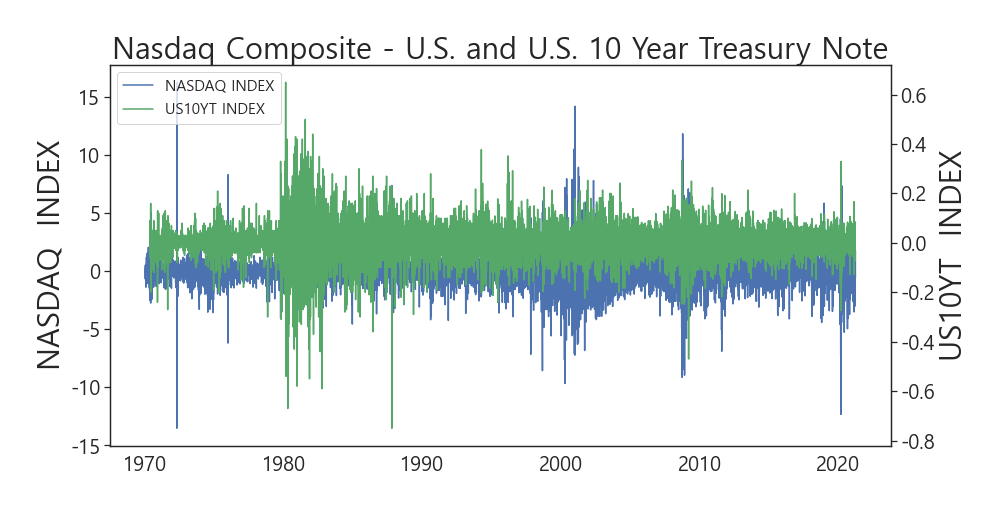 Nasdaq Composite - U.S. and U.S. 10 Year Treasury Note
NASDAQ INDEX
US10YT INDEX
NASDAQ INDEX
15
10
5
0
-5
-10
-15
0.6
0.4
0.2
0.0
-0.2
-0.4
-0.6
-0.8
US10YT INDEX
1970 1980 1990 2000 2010 2020